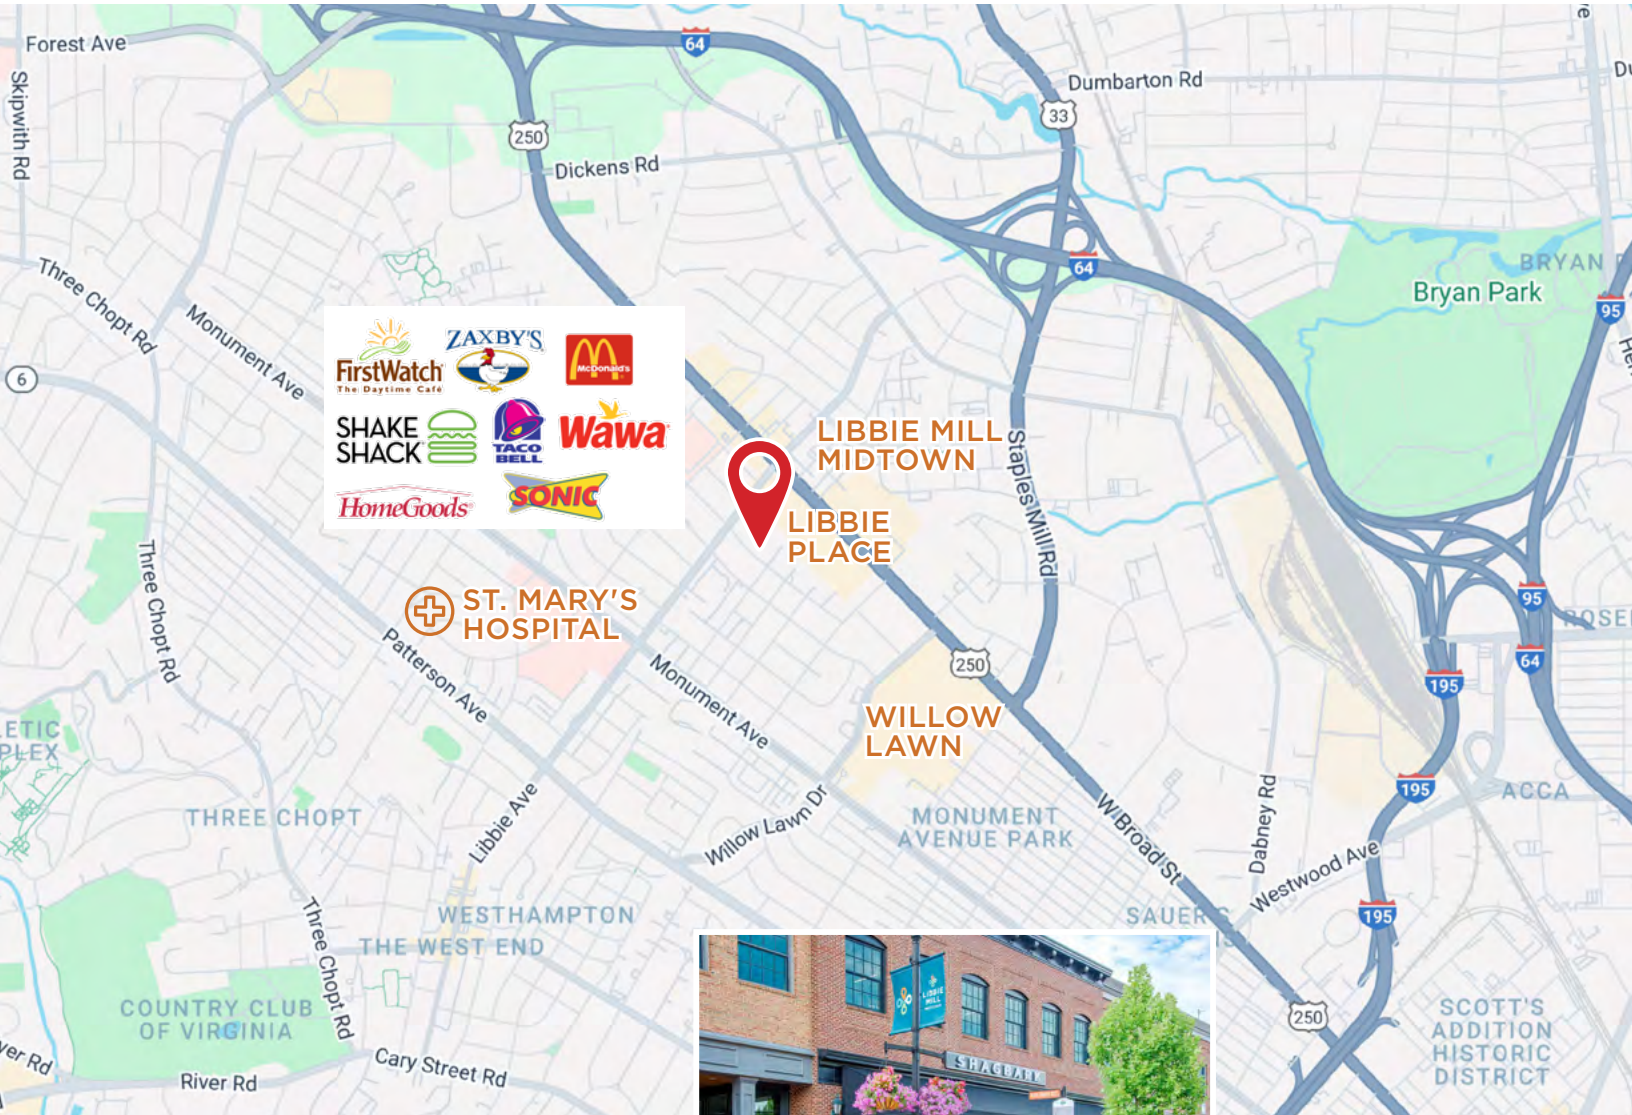 Forest Ave
Skipwith Rd
64
250
Dickens Rd
33
Dumbarton Rd
64
BRYAN
Bryan Park
95
Three Chopt Rd
Monument Ave
6
FirstWatch
The Daytime Café
ZAXBY'S
McDonald's
SHAKE
SHACK
TACO
BELL
Wawa
HomeGoods
SONIC
LIBBIE MILL
MIDTOWN
LIBBIE
PLACE
Staples Mill Rd
Three Chopt Rd
ST. MARY'S
HOSPITAL
Patterson Ave
Monument Ave
250
WILLOW
LAWN
95
64
195
195
ACCA
THREE CHOPT
Libbie Ave
Willow Lawn Dr
MONUMENT
AVENUE PARK
W Broad St
Dabney Rd
Westwood Ave
195
WESTHAMPTON
THE WEST END
Three Chopt Rd
COUNTRY CLUB
OF VIRGINIA
River Rd
Cary Street Rd
LIBBIE
MILL
SHAGBARK
250
SCOTT'S
ADDITION
HISTORIC
DISTRICT